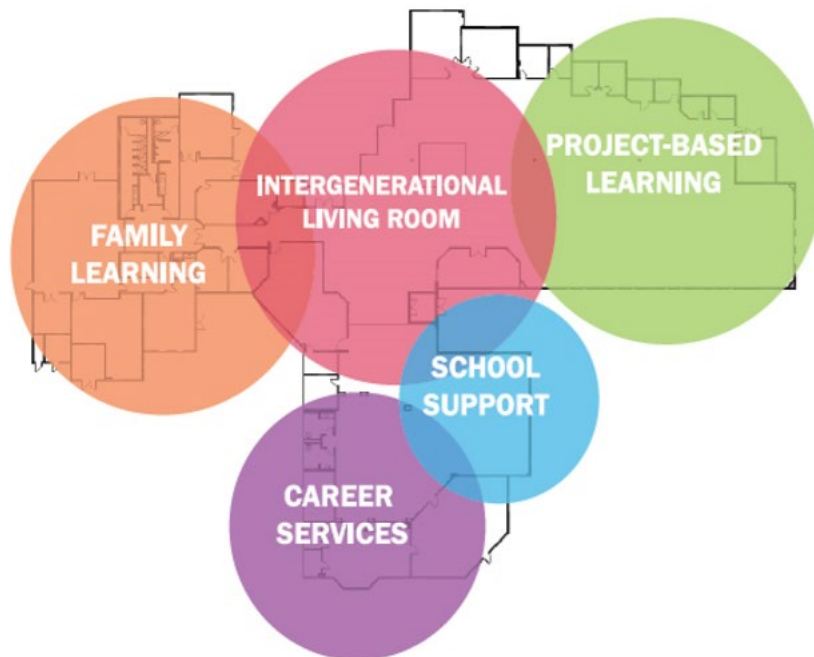 FAMILY
LEARNING
INTERGENERATIONAL
LIVING ROOM
PROJECT-BASED
LEARNING
SCHOOL
SUPPORT
CAREER
SERVICES